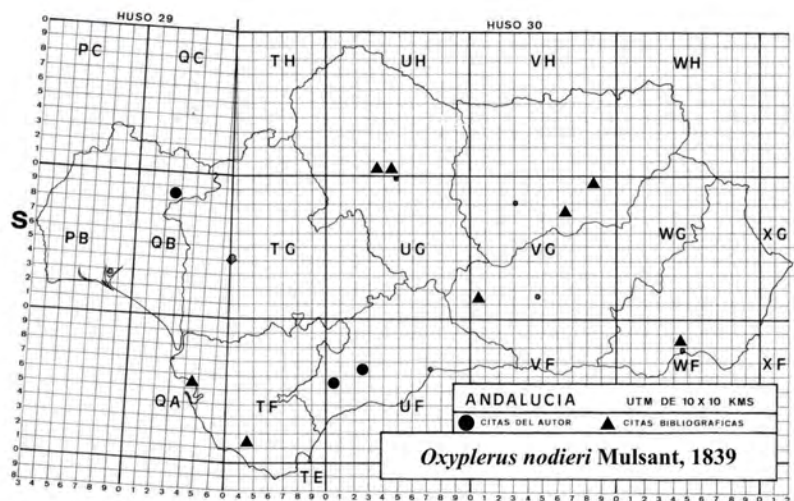 HUSO 29 HUSO 30
PC QC TH UH VH WH
S PB QB TG UG VG WG XG
QA TF UF VF WF XF
TE
ANDALUCIA UTM DE 10 X 10 KMS
CITAS DEL AUTOR CITAS BIBLIOGRAFICAS
Oxyplerus nodieri Mulsant, 1839